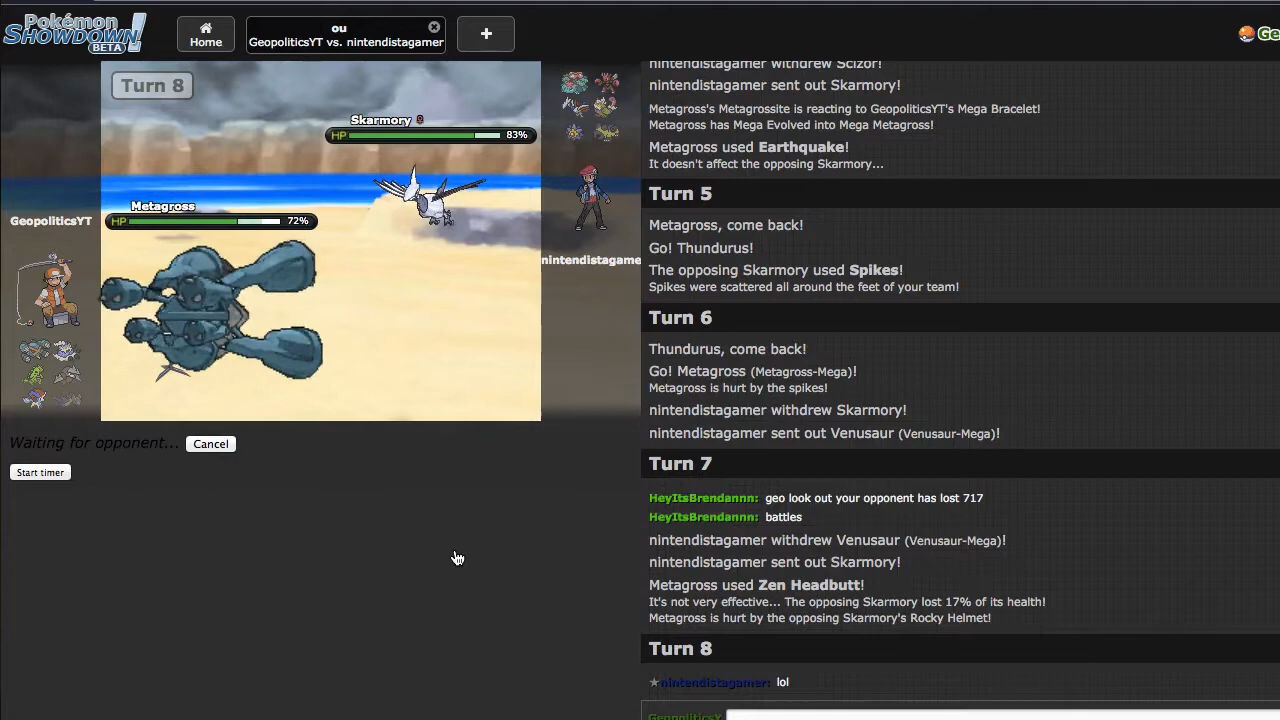 Pokémon
SHOWDOWN!
BETA
Home
ou
GeopoliticsYT vs. nintendistagamer
+
Ge
Turn 8
Skarmory
HP 83%
Metagross
HP 72%
GeopoliticsYT
nintendistagame
Waiting for opponent... Cancel
Start timer
nintendistagamer withdrew Scizor!
nintendistagamer sent out Skarmory!
Metagross's Metagrossite is reacting to GeopoliticsYT's Mega Bracelet!
Metagross has Mega Evolved into Mega Metagross!
Metagross used Earthquake!
It doesn't affect the opposing Skarmory...
Turn 5
Metagross, come back!
Go! Thundurus!
The opposing Skarmory used Spikes!
Spikes were scattered all around the feet of your team!
Turn 6
Thundurus, come back!
Go! Metagross (Metagross-Mega)!
Metagross is hurt by the spikes!
nintendistagamer withdrew Skarmory!
nintendistagamer sent out Venusaur (Venusaur-Mega)!
Turn 7
HeyItsBrendannn: geo look out your opponent has lost 717
HeyItsBrendannn: battles
nintendistagamer withdrew Venusaur (Venusaur-Mega)!
nintendistagamer sent out Skarmory!
Metagross used Zen Headbutt!
It's not very effective... The opposing Skarmory lost 17% of its health!
Metagross is hurt by the opposing Skarmory's Rocky Helmet!
Turn 8
★nintendistagamer: lol
GeopoliticsY